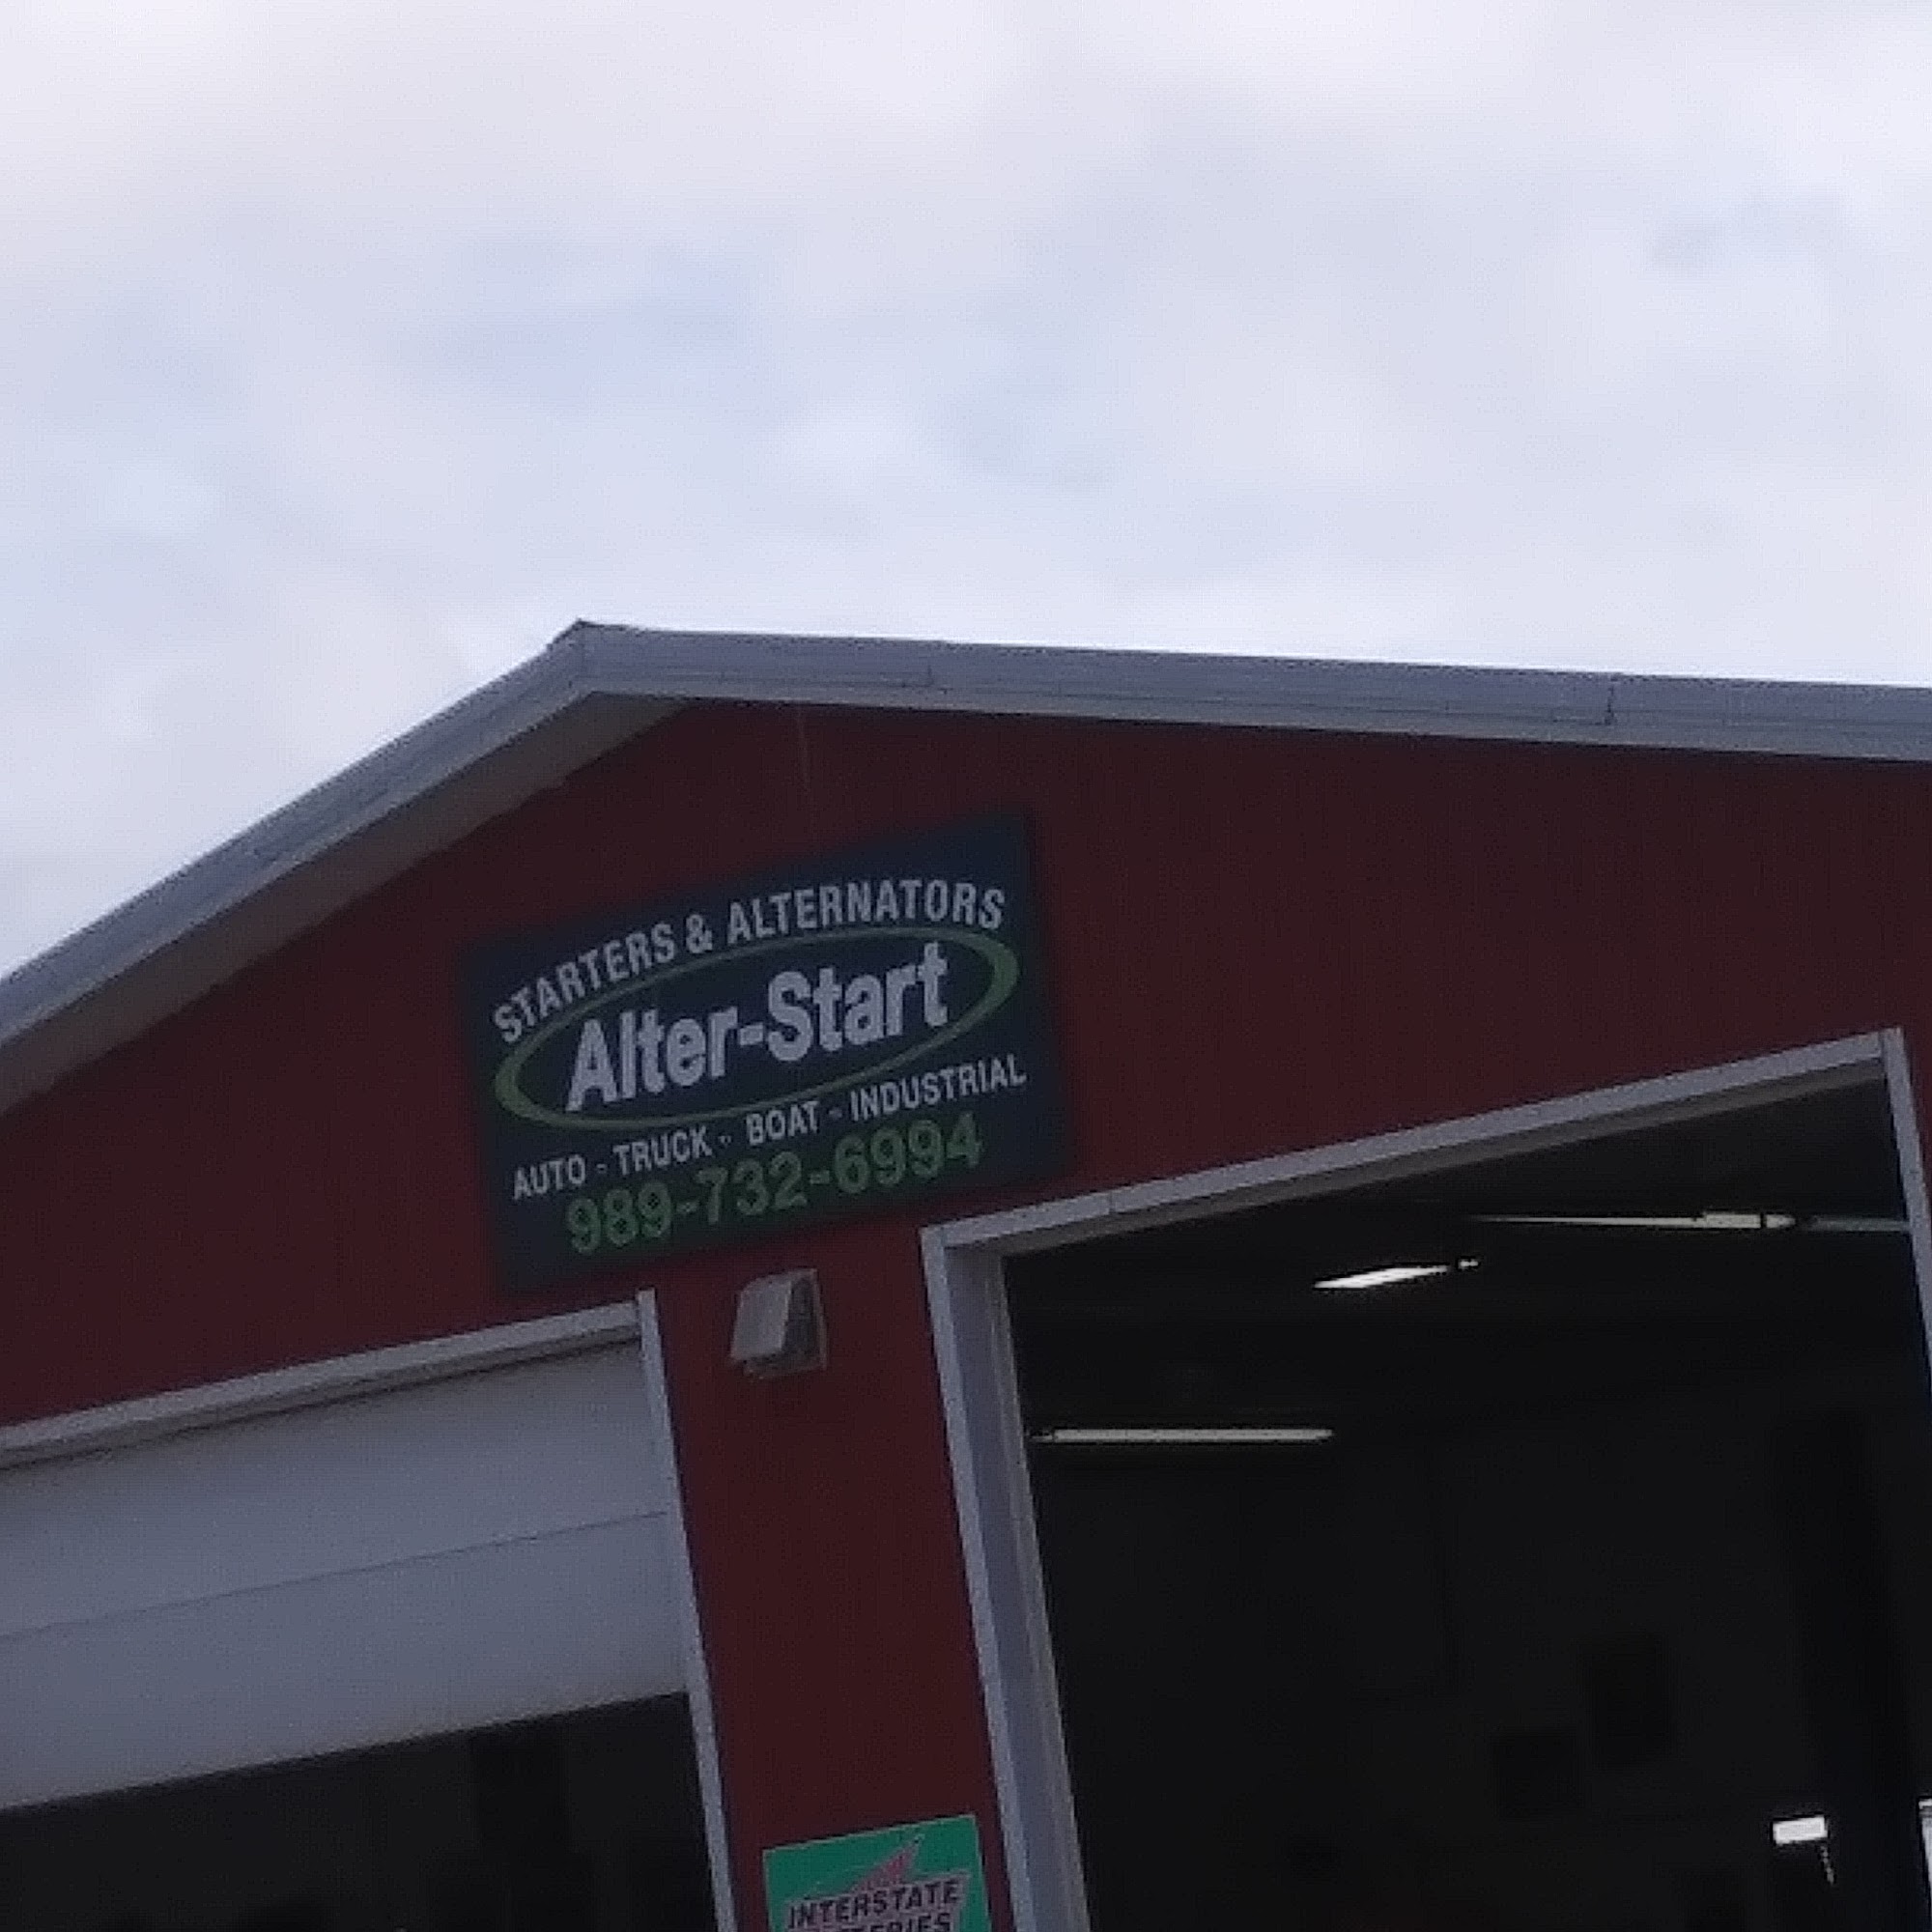 STARTERS & ALTERNATORS
Alter-Start
AUTO - TRUCK - BOAT - INDUSTRIAL
989-732-6994
INTERSTATE